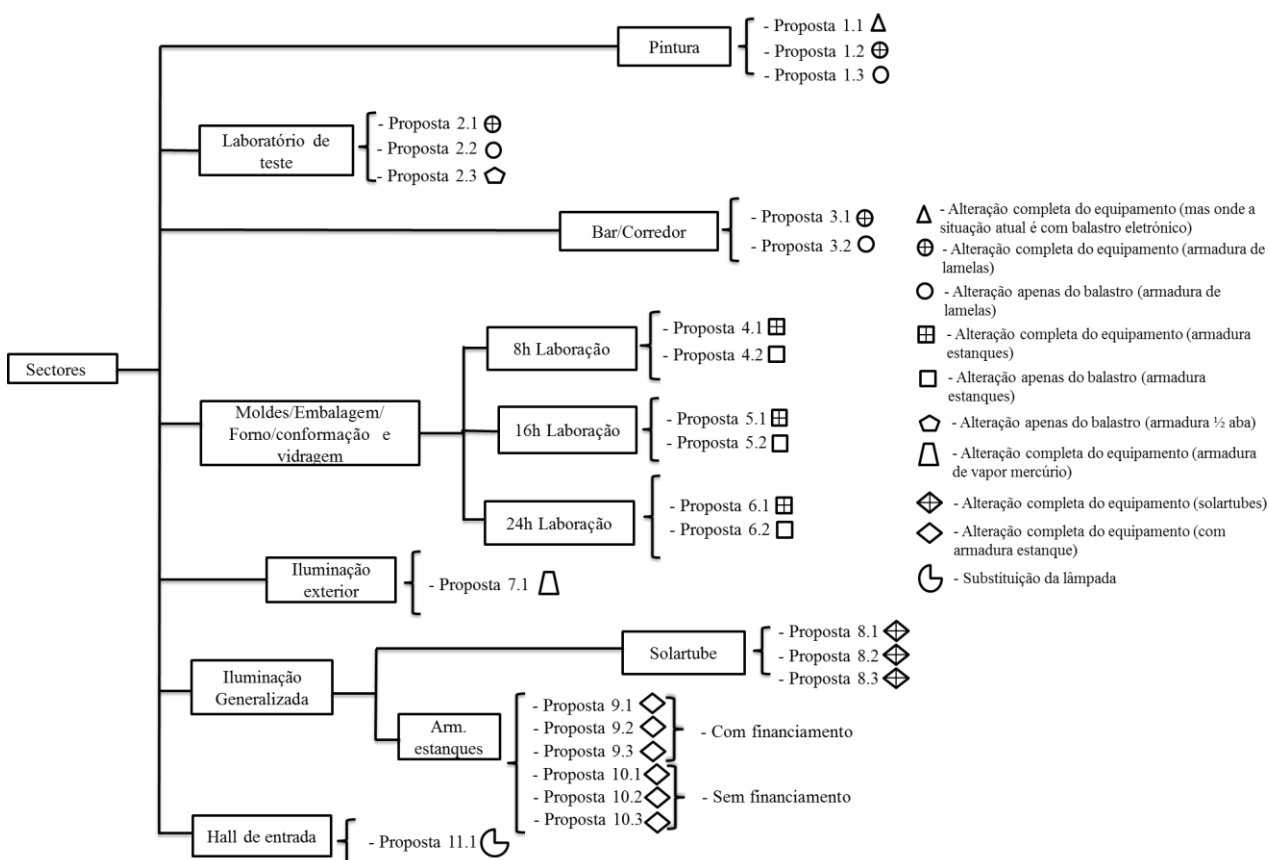 Sectores
Pintura
- Proposta 1.1
- Proposta 1.2
- Proposta 1.3
Laboratório de
teste
- Proposta 2.1
- Proposta 2.2
- Proposta 2.3
Bar/Corredor
- Proposta 3.1
- Proposta 3.2
Moldes/Embalagem/
Forno/conformação e
vidragem
8h Laboração
- Proposta 4.1
- Proposta 4.2
16h Laboração
- Proposta 5.1
- Proposta 5.2
24h Laboração
- Proposta 6.1
- Proposta 6.2
Iluminação
exterior
- Proposta 7.1
Iluminação
Generalizada
Solartube
- Proposta 8.1
- Proposta 8.2
- Proposta 8.3
Arm.
estanques
- Proposta 9.1
- Proposta 9.2
- Proposta 9.3
- Com financiamento
- Proposta 10.1
- Proposta 10.2
- Proposta 10.3
- Sem financiamento
Hall de entrada
- Proposta 11.1
- Alteração completa do equipamento (mas onde a
situação atual é com balastro eletrónico)
- Alteração completa do equipamento (armadura de
lamelas)
- Alteração apenas do balastro (armadura de
lamelas)
- Alteração completa do equipamento (armadura
estanques)
- Alteração apenas do balastro (armadura
estanques)
- Alteração apenas do balastro (armadura ½ aba)
- Alteração completa do equipamento (armadura
de vapor mercúrio)
- Alteração completa do equipamento (solartubes)
- Alteração completa do equipamento (com
armadura estanque)
- Substituição da lâmpada